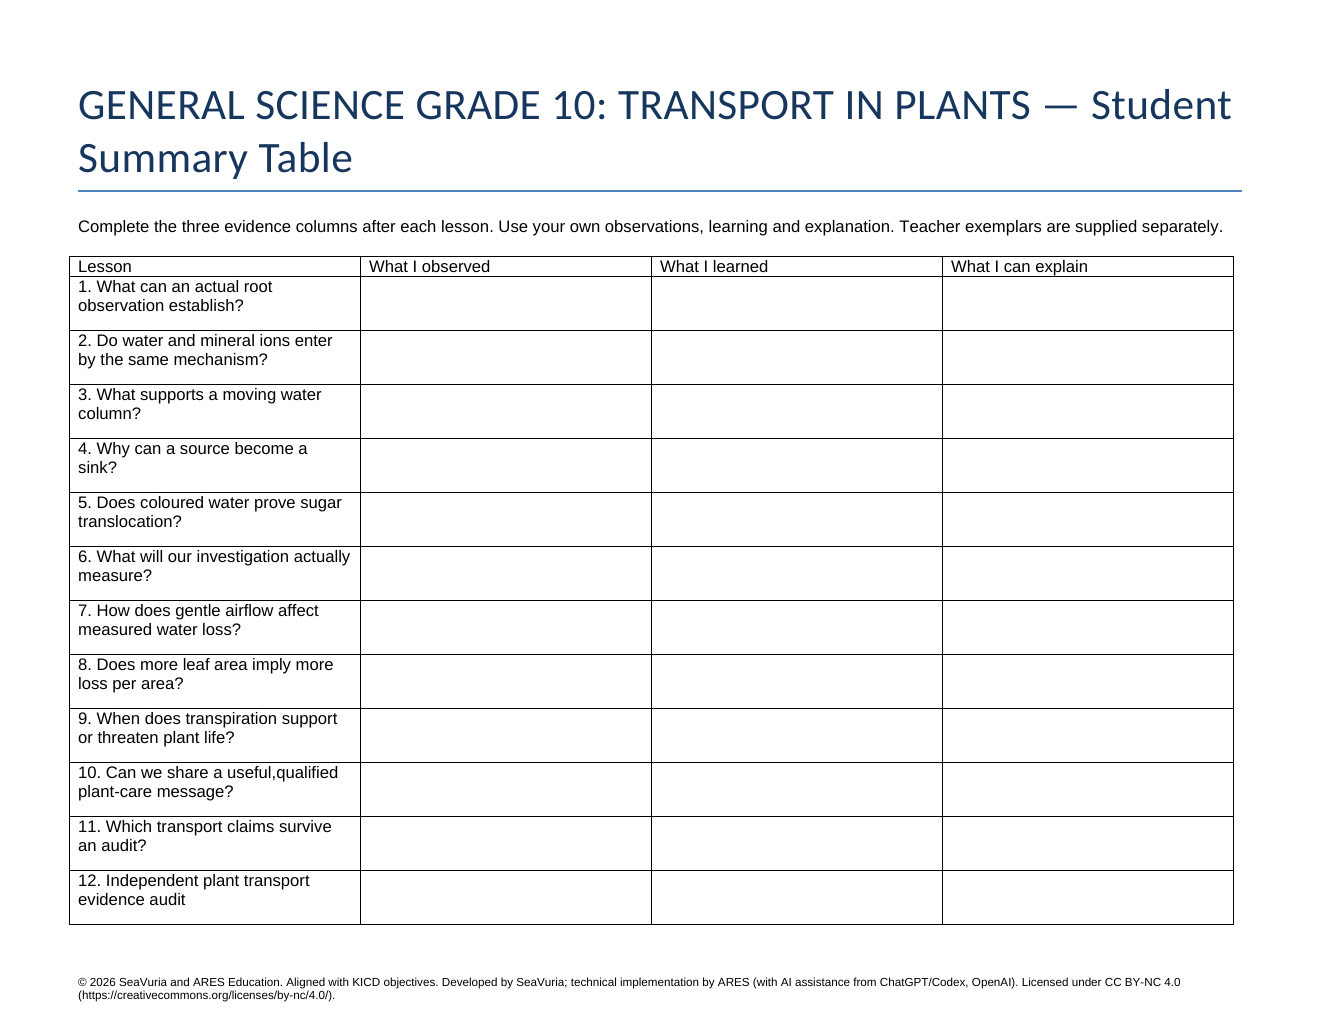 GENERAL SCIENCE GRADE 10: TRANSPORT IN PLANTS — Student
Summary Table
Complete the three evidence columns after each lesson. Use your own observations, learning and explanation. Teacher exemplars are supplied separately.
Lesson What I observed What I learned What I can explain
1. What can an actual root
observation establish?
2. Do water and mineral ions enter
by the same mechanism?
3. What supports a moving water
column?
4. Why can a source become a
sink?
5. Does coloured water prove sugar
translocation?
6. What will our investigation actually
measure?
7. How does gentle airflow affect
measured water loss?
8. Does more leaf area imply more
loss per area?
9. When does transpiration support
or threaten plant life?
10. Can we share a useful,qualified
plant-care message?
11. Which transport claims survive
an audit?
12. Independent plant transport
evidence audit
© 2026 SeaVuria and ARES Education. Aligned with KICD objectives. Developed by SeaVuria; technical implementation by ARES (with AI assistance from ChatGPT/Codex, OpenAI). Licensed under CC BY-NC 4.0
(https://creativecommons.org/licenses/by-nc/4.0/).